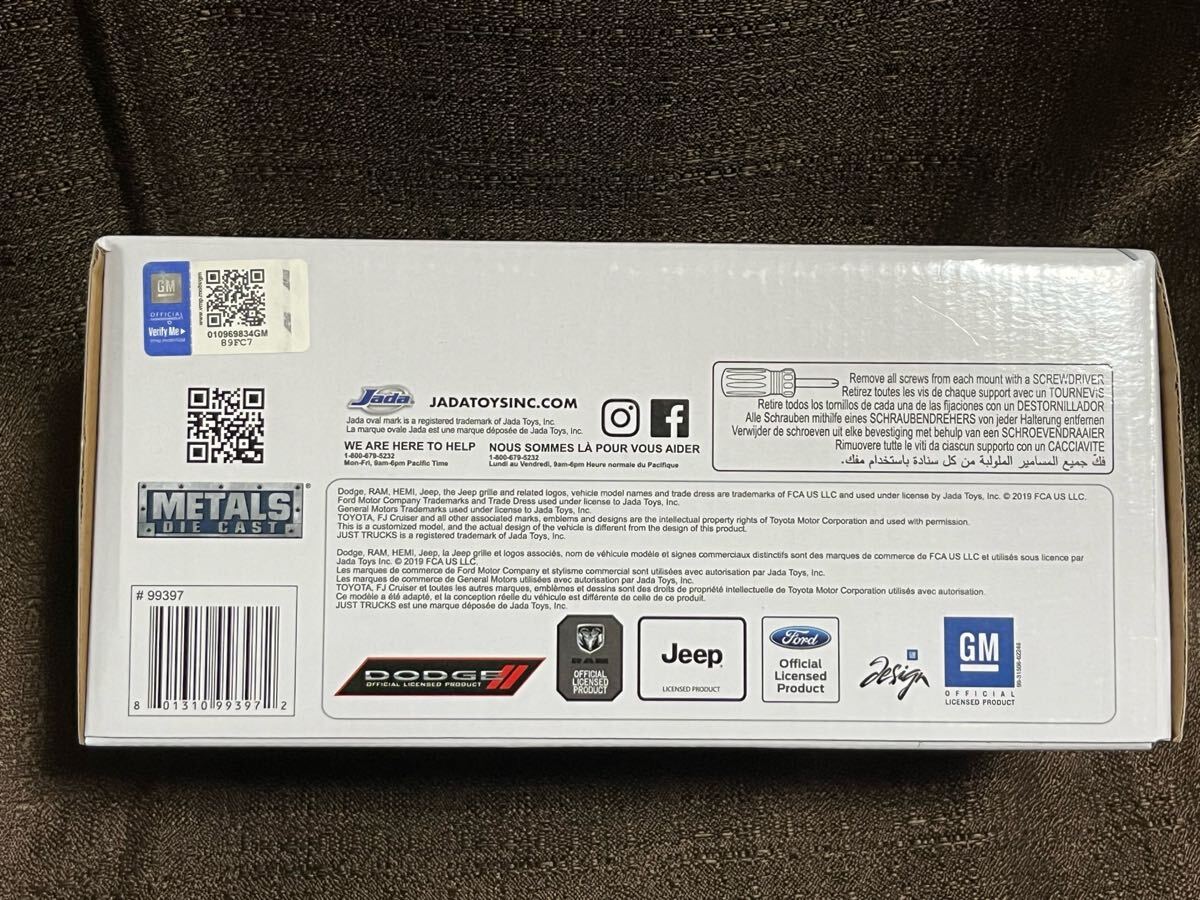 GM
OFFICIAL
Verify Me
010969834GM
89FC7
Jada
JADATOYSINC.COM
Jada oval mark is a registered trademark of Jada Toys, Inc.
La marque ovale Jada est une marque déposée de Jada Toys, Inc.
WE ARE HERE TO HELP
1-800-679-5232
Mon-Fri, 9am-6pm Pacific Time
NOUS SOMMES LÀ POUR VOUS AIDER
1-800-679-5232
Lundi au Vendredi, 9am-6pm Heure normale du Pacifique
Remove all screws from each mount with a SCREWDRIVER
Retirez toutes les vis de chaque support avec un TOURNEVIS
Retire todos los tornillos de cada una de las fijaciones con un DESTORNILLADOR
Alle Schrauben mithilfe eines SCHRAUBENDREHERS von jeder Halterung entfernen
Verwijder de schroeven uit elke bevestiging met behulp van een SCHROEVENDRAAIER
Rimuovere tutte le viti da ciascun supporto con un CACCIAVITE
فك جميع المسامير الملولبة من كل سنادة باستخدام مفك.
METALS
DIE CAST
Dodge, RAM, HEMI, Jeep, the Jeep grille and related logos, vehicle model names and trade dress are trademarks of FCA US LLC and used under license by Jada Toys, Inc. © 2019 FCA US LLC.
Ford Motor Company Trademarks and Trade Dress used under license to Jada Toys, Inc.
General Motors Trademarks used under license to Jada Toys, Inc.
TOYOTA, FJ Cruiser and all other associated marks, emblems and designs are the intellectual property rights of Toyota Motor Corporation and used with permission.
This is a customized model, and the actual design of the vehicle is different from the design of this product.
JUST TRUCKS is a registered trademark of Jada Toys, Inc.
Dodge, RAM, HEMI, Jeep, la Jeep grille et logos associés, nom de véhicule modèle et signes commerciaux distinctifs sont des marques de commerce de FCA US LLC et utilisés sous licence par
Jada Toys Inc. © 2019 FCA US LLC.
Les marques de commerce de Ford Motor Company et stylisme commercial sont utilisées avec autorisation par Jada Toys, Inc.
Les marques de commerce de General Motors utilisées avec autorisation par Jada Toys, Inc.
TOYOTA, FJ Cruiser et toutes les autres marques, emblèmes et dessins sont des droits de propriété intellectuelle de Toyota Motor Corporation utilisés avec autorisation.
Ce modèle a été adapté, et la conception réelle du véhicule est différente de celle de ce produit.
JUST TRUCKS est une marque déposée de Jada Toys, Inc.
# 99397
8 01310 99397 2
DODGE
OFFICIAL LICENSED PRODUCT
RAM
OFFICIAL
LICENSED
PRODUCT
Jeep
LICENSED PRODUCT
Ford
Official
Licensed
Product
GM
design
GM
OFFICIAL
LICENSED PRODUCT